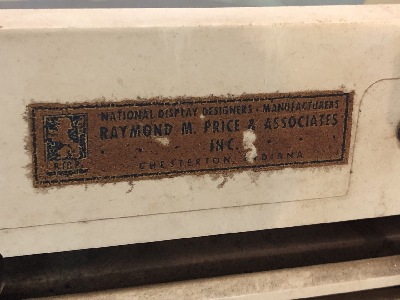 NATIONAL DISPLAY DESIGNERS - MANUFACTURERS
RAYMOND M. PRICE & ASSOCIATES
INC.
CHESTERTON, INDIANA